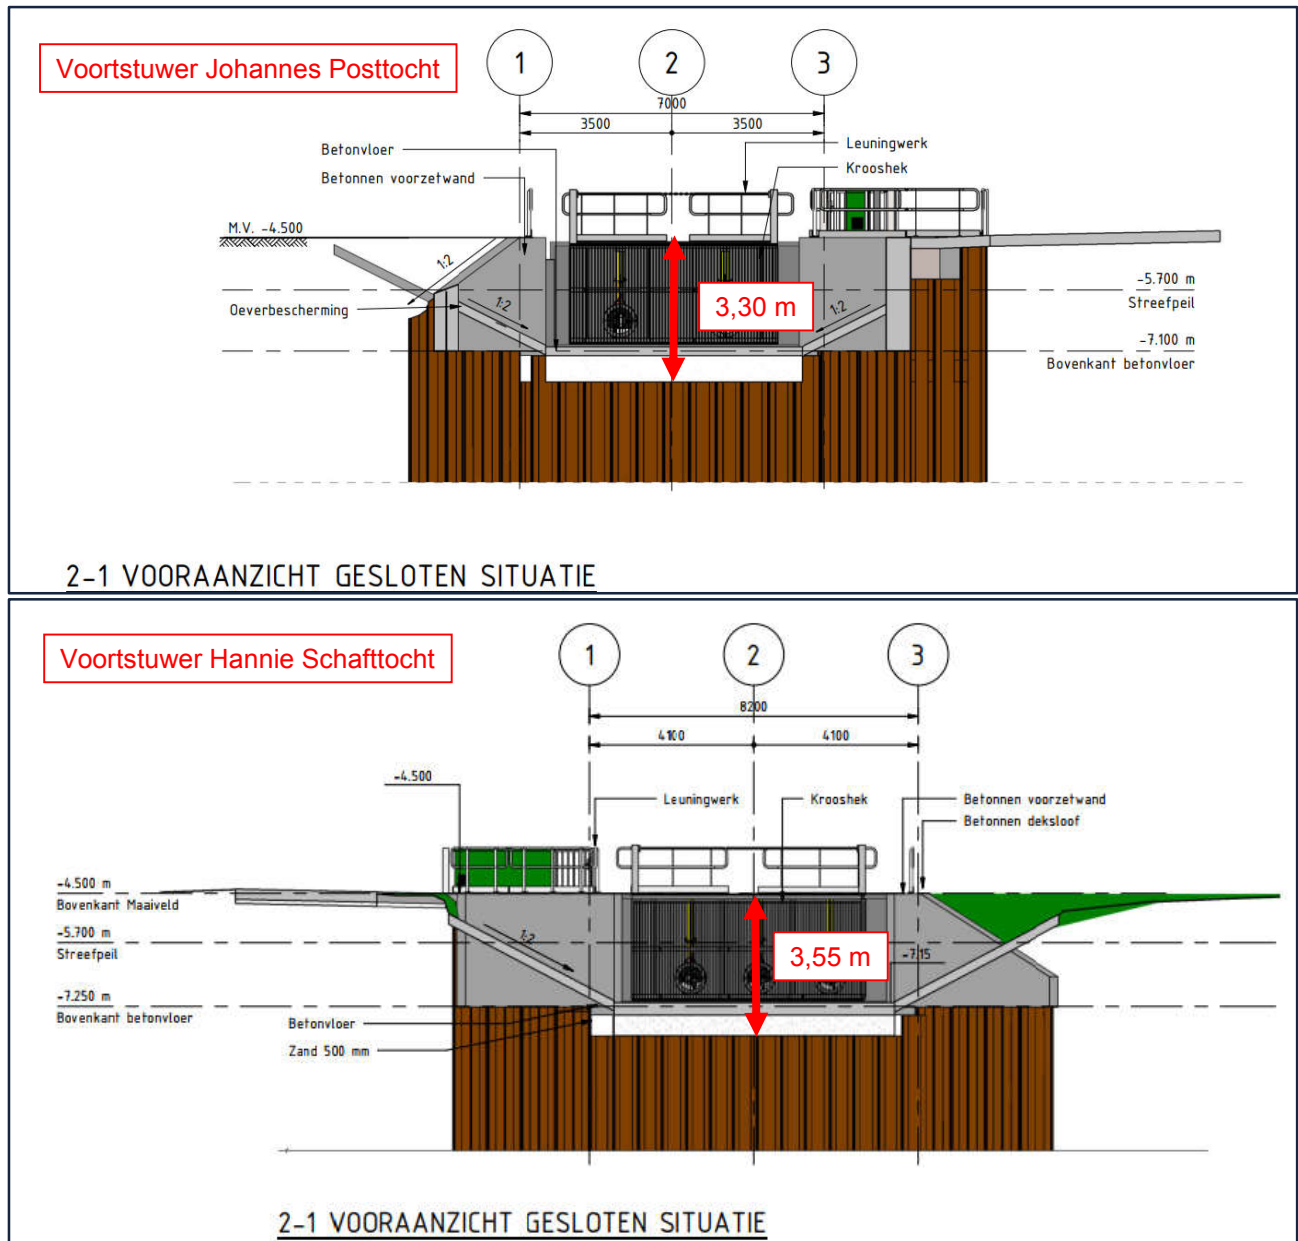 Voortstuwer Johannes Posttocht
1
2
3
7000
3500
3500
Betonvloer
Leuningwerk
Betonnen voorzetwand
Krooshek
M.V. -4.500
1:2
-5.700 m
Streefpeil
Oeverbescherming
1:2
3,30 m
1:2
-7.100 m
Bovenkant betonvloer
2-1 VOORAANZICHT GESLOTEN SITUATIE
Voortstuwer Hannie Schafttocht
1
2
3
8200
4100
4100
-4.500
Leuningwerk
Krooshek
Betonnen voorzetwand
Betonnen deksloof
-4.500 m
Bovenkant Maaiveld
-5.700 m
Streefpeil
1:2
3,55 m
-7.15
-7.250 m
Bovenkant betonvloer
Betonvloer
Zand 500 mm
2-1 VOORAANZICHT GESLOTEN SITUATIE